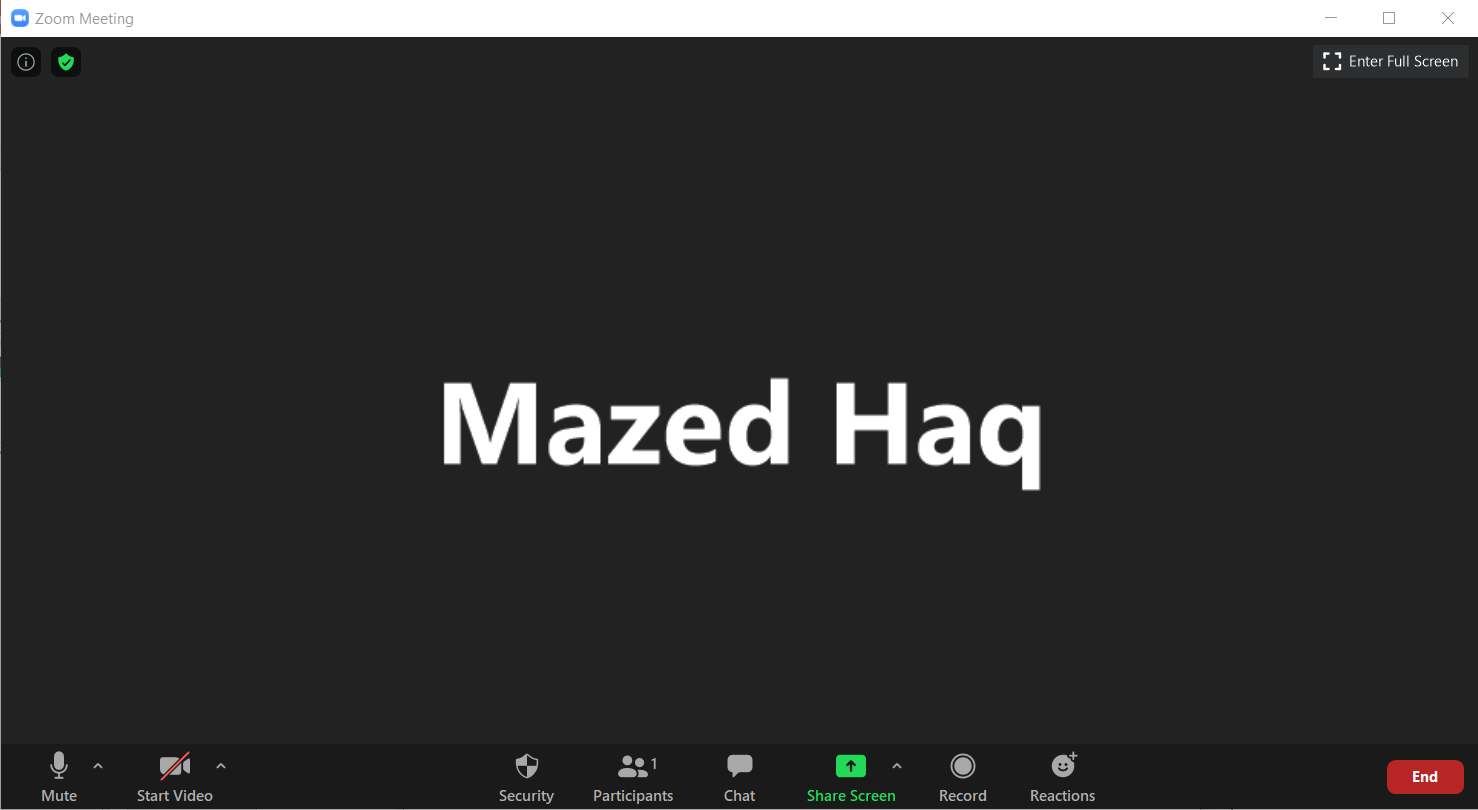 Zoom Meeting
Enter Full Screen
Mazed Haq
1
Mute Start Video Security Participants Chat Share Screen Record Reactions End